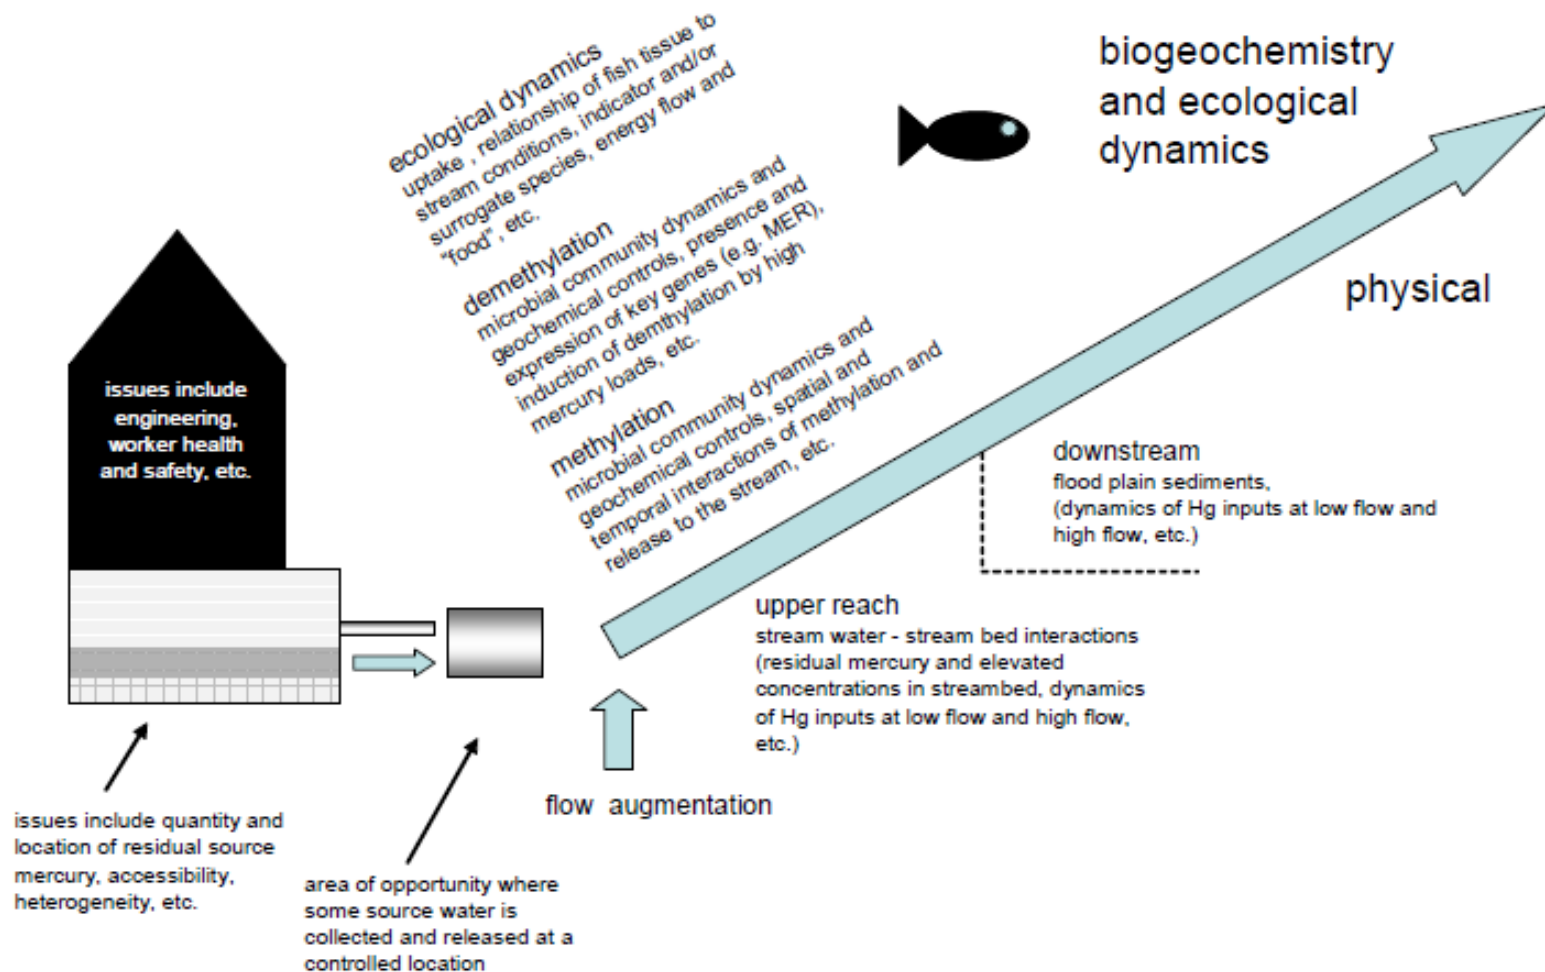 ecological dynamics
uptake , relationship of fish tissue to
stream conditions, indicator and/or
surrogate species, energy flow and
"food", etc.
demethylation
microbial community dynamics and
geochemical controls, presence and
expression of key genes (e.g. MER),
induction of demthylation by high
mercury loads, etc.
methylation
microbial community dynamics and
geochemical controls, spatial and
temporal interactions of methylation and
release to the stream, etc.
biogeochemistry
and ecological
dynamics
physical
issues include
engineering,
worker health
and safety, etc.
downstream
flood plain sediments,
(dynamics of Hg inputs at low flow and
high flow, etc.)
upper reach
stream water - stream bed interactions
(residual mercury and elevated
concentrations in streambed, dynamics
of Hg inputs at low flow and high flow,
etc.)
flow augmentation
issues include quantity and
location of residual source
mercury, accessibility,
heterogeneity, etc.
area of opportunity where
some source water is
collected and released at a
controlled location